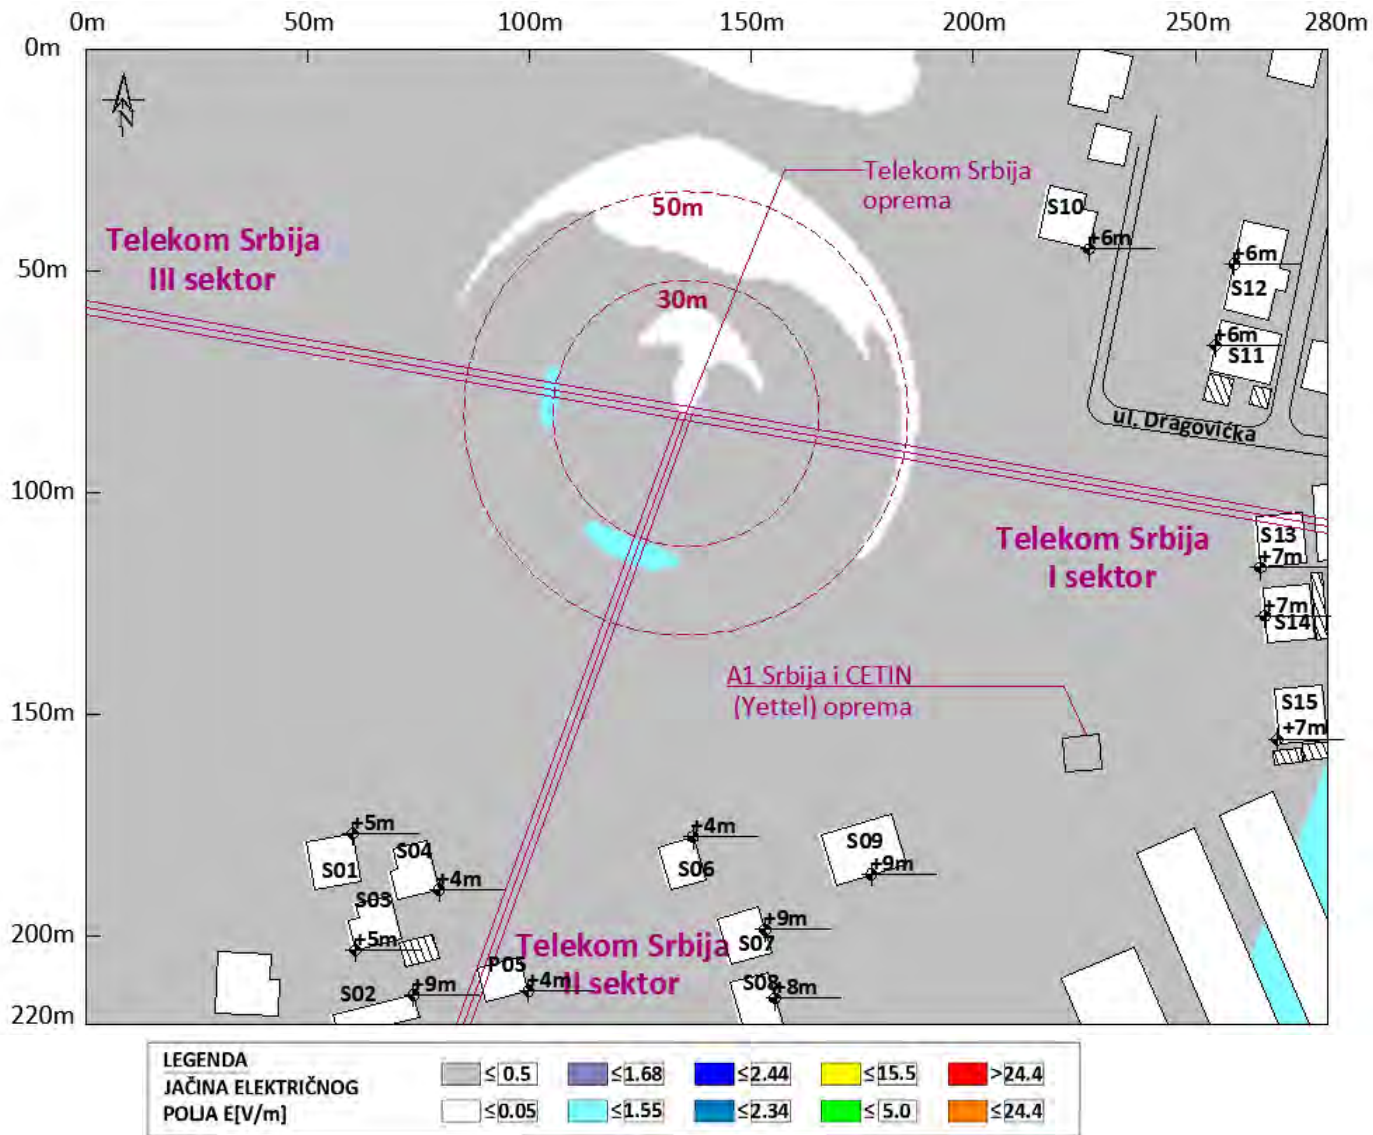 0m 50m 100m 150m 200m 250m 280m
0m
50m
100m
150m
200m
220m
N
Telekom Srbija
oprema
50m
30m
Telekom Srbija
III sektor
S10
+6m
+6m
S12
+6m
S11
ul. Dragovićka
Telekom Srbija
I sektor
S13
+7m
+7m
S14
A1 Srbija i CETIN
(Yettel) oprema
S15
+7m
+5m
S01
S04
+4m
S03
+5m
S02
+9m
P05
+4m
Telekom Srbija
II sektor
+4m
S06
S09
+9m
+9m
S07
S08
+8m
LEGENDA
JAČINA ELEKTRIČNOG
POLJA E[V/m]
≤ 0.5 ≤1.68 ≤2.44 ≤15.5 >24.4
≤0.05 ≤1.55 ≤2.34 ≤ 5.0 ≤24.4